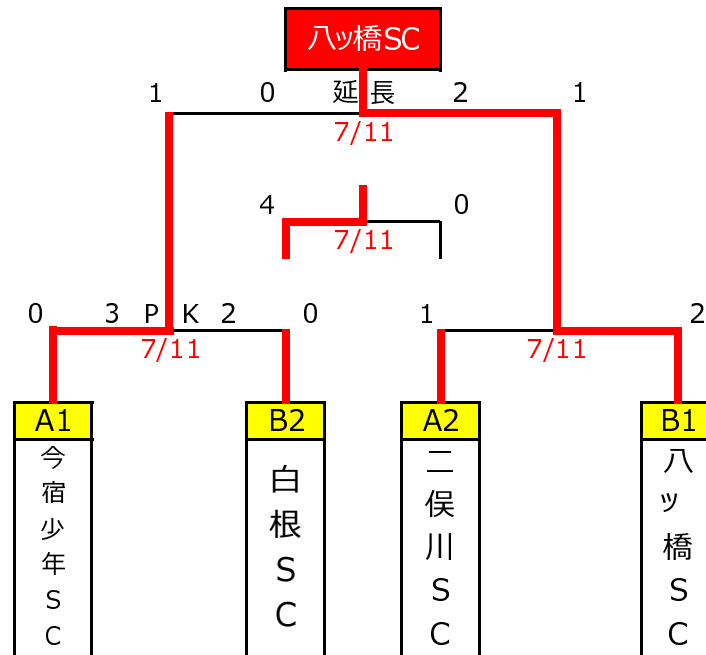 八ッ橋SC
1 0 延長 2 1
7/11
4 0
7/11
0 3 PK 2 0 1 2
7/11 7/11
A1 B2 A2 B1
今宿少年SC
白根SC
二俣川SC
八ッ橋SC